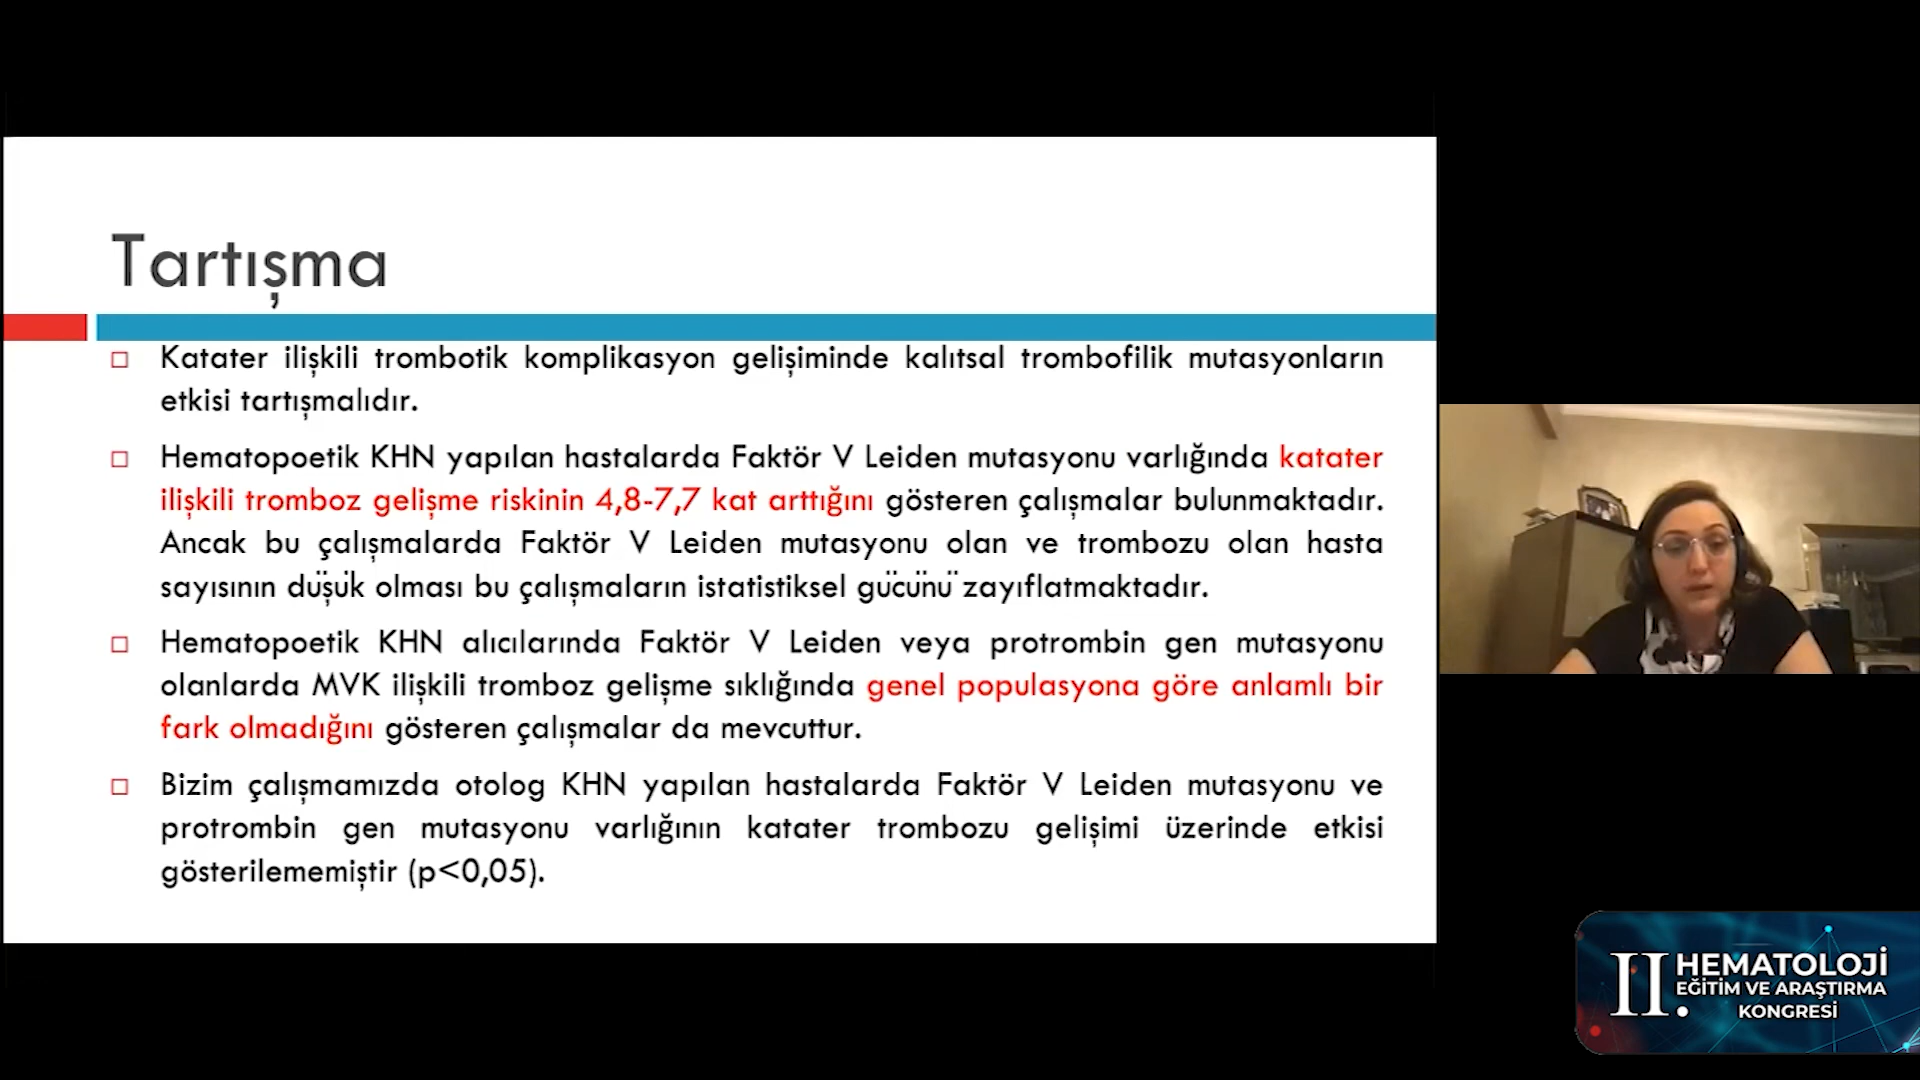 Tartışma
Katater ilişkili trombotik komplikasyon gelişiminde kalıtsal trombofilik mutasyonların
etkisi tartışmalıdır.
Hematopoetik KHN yapılan hastalarda Faktör V Leiden mutasyonu varlığında katater
ilişkili tromboz gelişme riskinin 4,8-7,7 kat arttığını gösteren çalışmalar bulunmaktadır.
Ancak bu çalışmalarda Faktör V Leiden mutasyonu olan ve trombozu olan hasta
sayısının düşük olması bu çalışmaların istatistiksel gücünü zayıflatmaktadır.
Hematopoetik KHN alıcılarında Faktör V Leiden veya protrombin gen mutasyonu
olanlarda MVK ilişkili tromboz gelişme sıklığında genel populasyona göre anlamlı bir
fark olmadığını gösteren çalışmalar da mevcuttur.
Bizim çalışmamızda otolog KHN yapılan hastalarda Faktör V Leiden mutasyonu ve
protrombin gen mutasyonu varlığının katater trombozu gelişimi üzerinde etkisi
gösterilememiştir (p<0,05).
II. HEMATOLOJİ
EĞİTİM VE ARAŞTIRMA
KONGRESİ